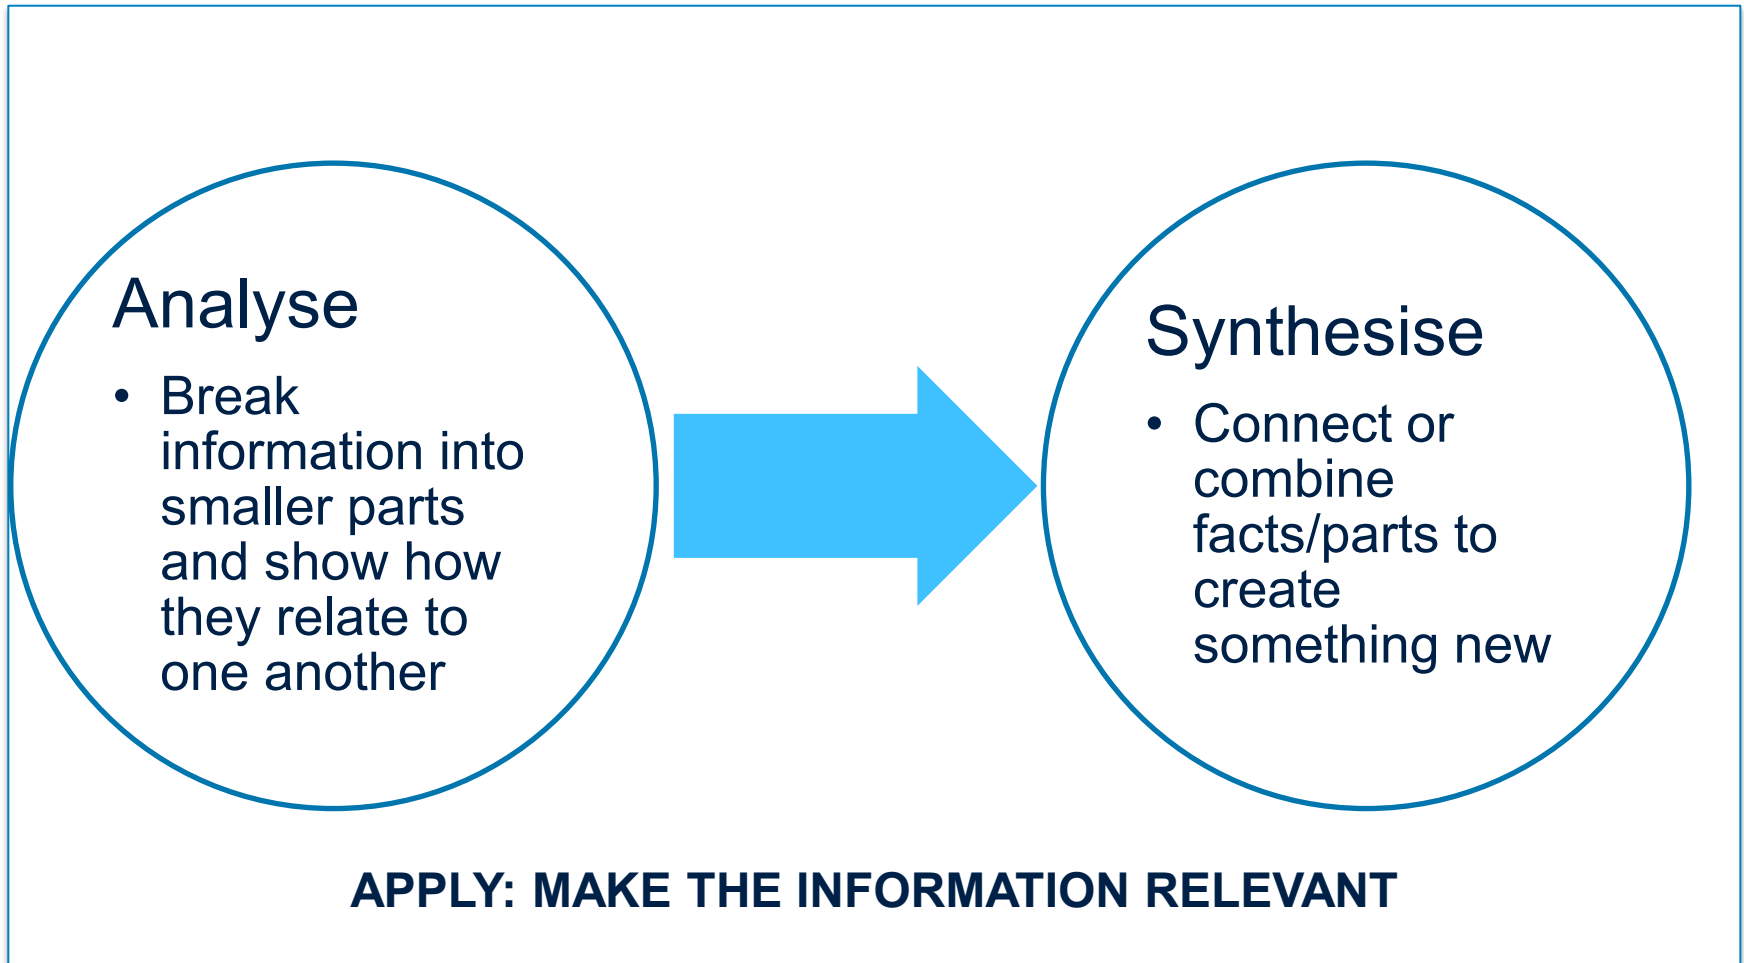 Analyse
• Break
information into
smaller parts
and show how
they relate to
one another
Synthesise
• Connect or
combine
facts/parts to
create
something new
APPLY: MAKE THE INFORMATION RELEVANT